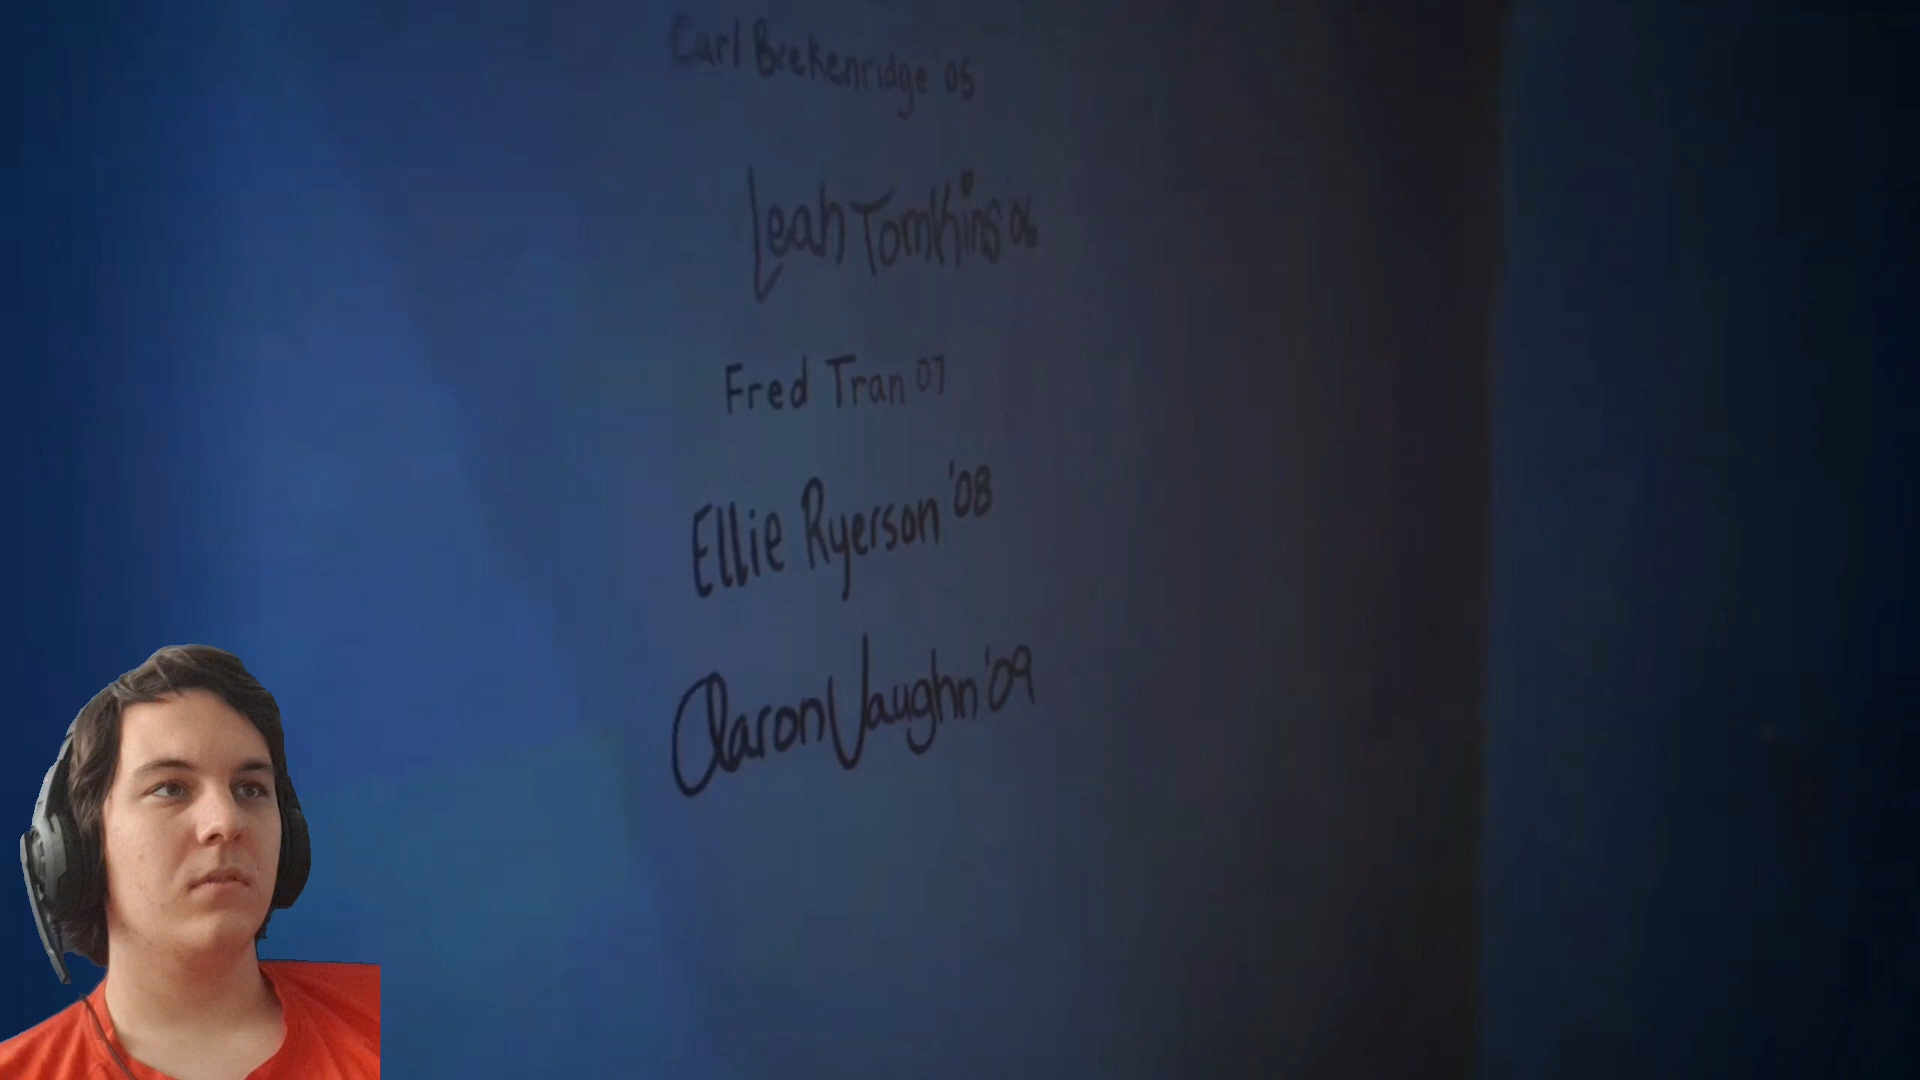 Carl Brekenridge '05
Leah Tomkins '06
Fred Tran 07
Ellie Ryerson '08
Aaron Vaughn '09